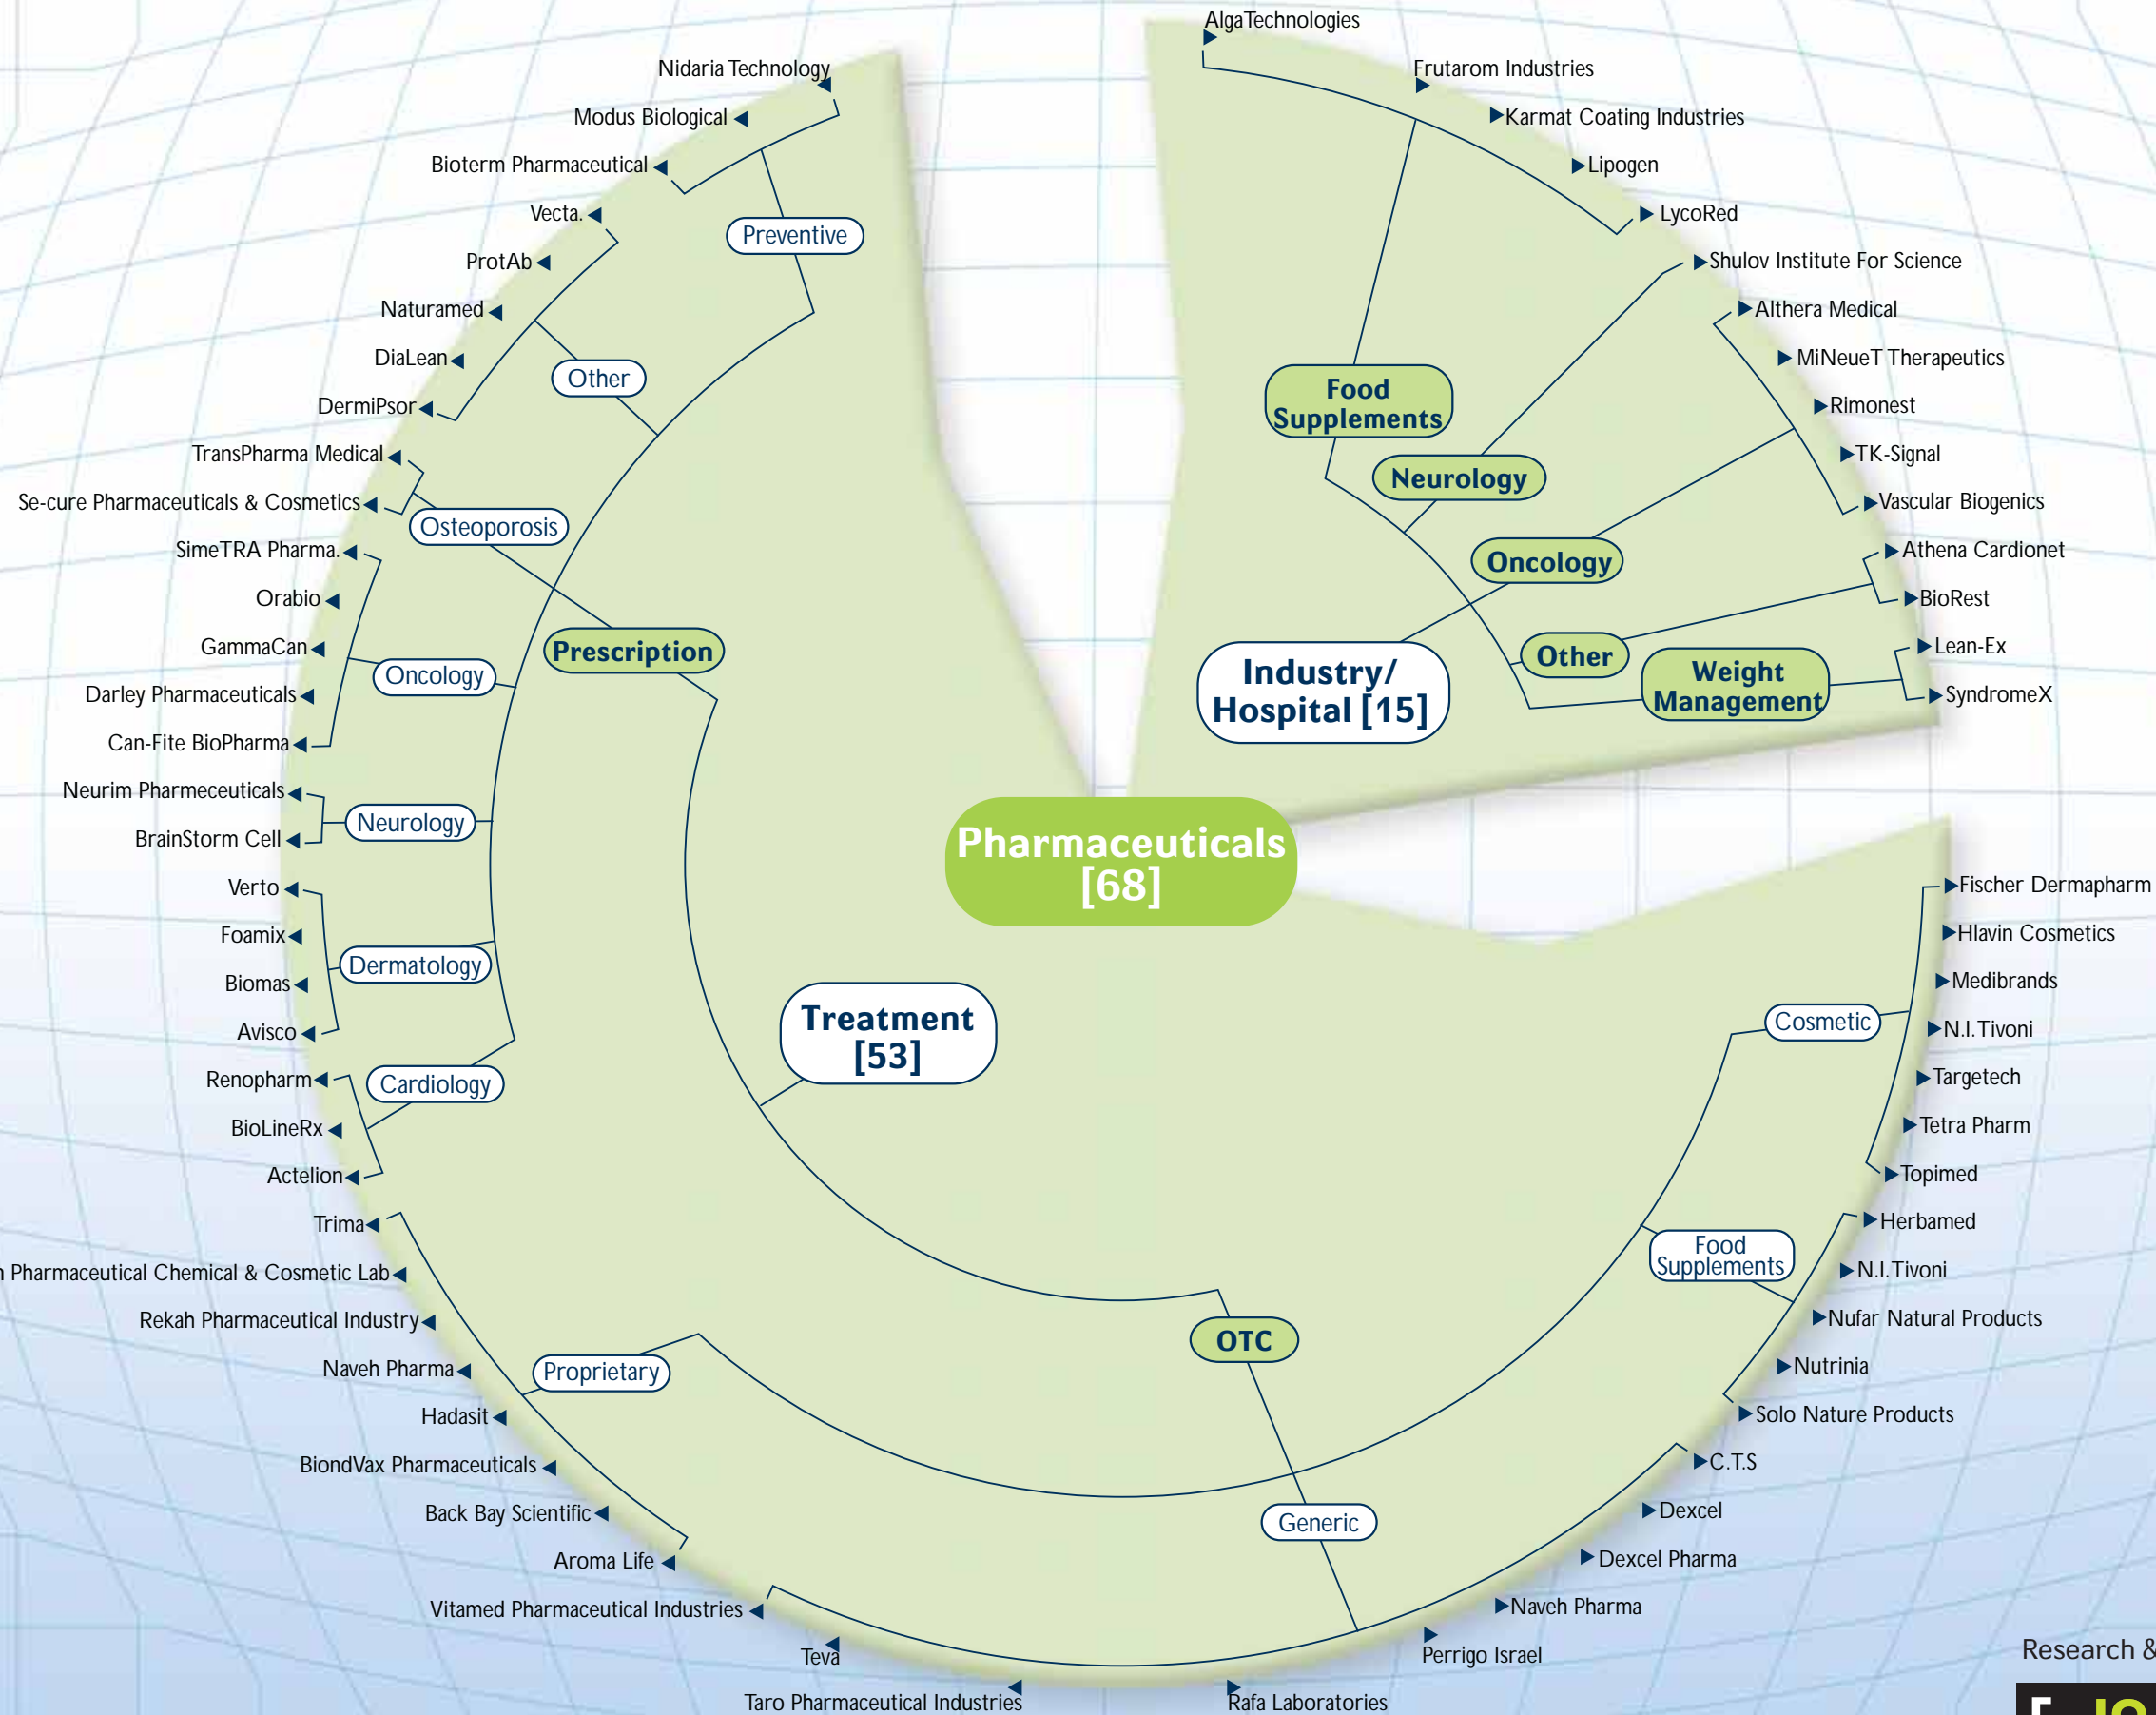 AlgaTechnologies
Frutarom Industries
Karmat Coating Industries
Lipogen
LycoRed
Shulov Institute For Science
Althera Medical
MiNeueT Therapeutics
Rimonest
TK-Signal
Vascular Biogenics
Athena Cardionet
BioRest
Lean-Ex
SyndromeX
Food
Supplements
Neurology
Oncology
Other
Weight
Management
Industry/
Hospital [15]
Nidaria Technology
Modus Biological
Bioterm Pharmaceutical
Vecta.
ProtAb
Naturamed
DiaLean
DermiPsor
TransPharma Medical
Se-cure Pharmaceuticals & Cosmetics
SimeTRA Pharma.
Orabio
GammaCan
Darley Pharmaceuticals
Can-Fite BioPharma
Neurim Pharmeceuticals
BrainStorm Cell
Verto
Foamix
Biomas
Avisco
Renopharm
BioLineRx
Actelion
Trima
Pharmaceutical Chemical & Cosmetic Lab
Rekah Pharmaceutical Industry
Naveh Pharma
Hadasit
BiondVax Pharmaceuticals
Back Bay Scientific
Aroma Life
Vitamed Pharmaceutical Industries
Teva
Taro Pharmaceutical Industries
Preventive
Other
Osteoporosis
Prescription
Oncology
Neurology
Dermatology
Cardiology
Proprietary
Pharmaceuticals
[68]
Treatment
[53]
OTC
Generic
Cosmetic
Food
Supplements
Fischer Dermapharm
Hlavin Cosmetics
Medibrands
N.I.Tivoni
Targetech
Tetra Pharm
Topimed
Herbamed
N.I.Tivoni
Nufar Natural Products
Nutrinia
Solo Nature Products
C.T.S
Dexcel
Dexcel Pharma
Naveh Pharma
Perrigo Israel
Rafa Laboratories
Research &